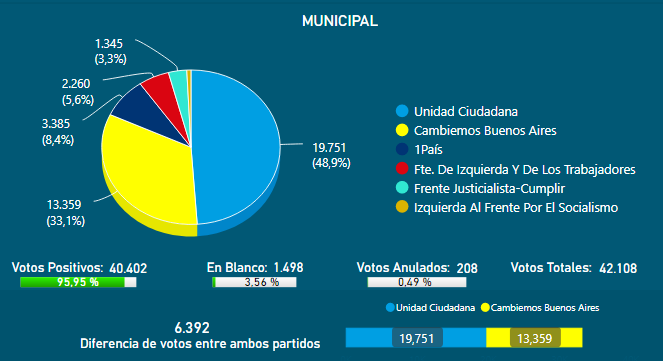 MUNICIPAL
1.345
(3,3%)
2.260
(5,6%)
3.385
(8,4%)
13.359
(33,1%)
19.751
(48,9%)
Unidad Ciudadana
Cambiemos Buenos Aires
1País
Fte. De Izquierda Y De Los Trabajadores
Frente Justicialista-Cumplir
Izquierda Al Frente Por El Socialismo
Votos Positivos: 40.402
95,95 %
En Blanco: 1.498
3,56 %
Votos Anulados: 208
0,49 %
Votos Totales: 42.108
Unidad Ciudadana Cambiemos Buenos Aires
6.392
Diferencia de votos entre ambos partidos
19,751 13,359